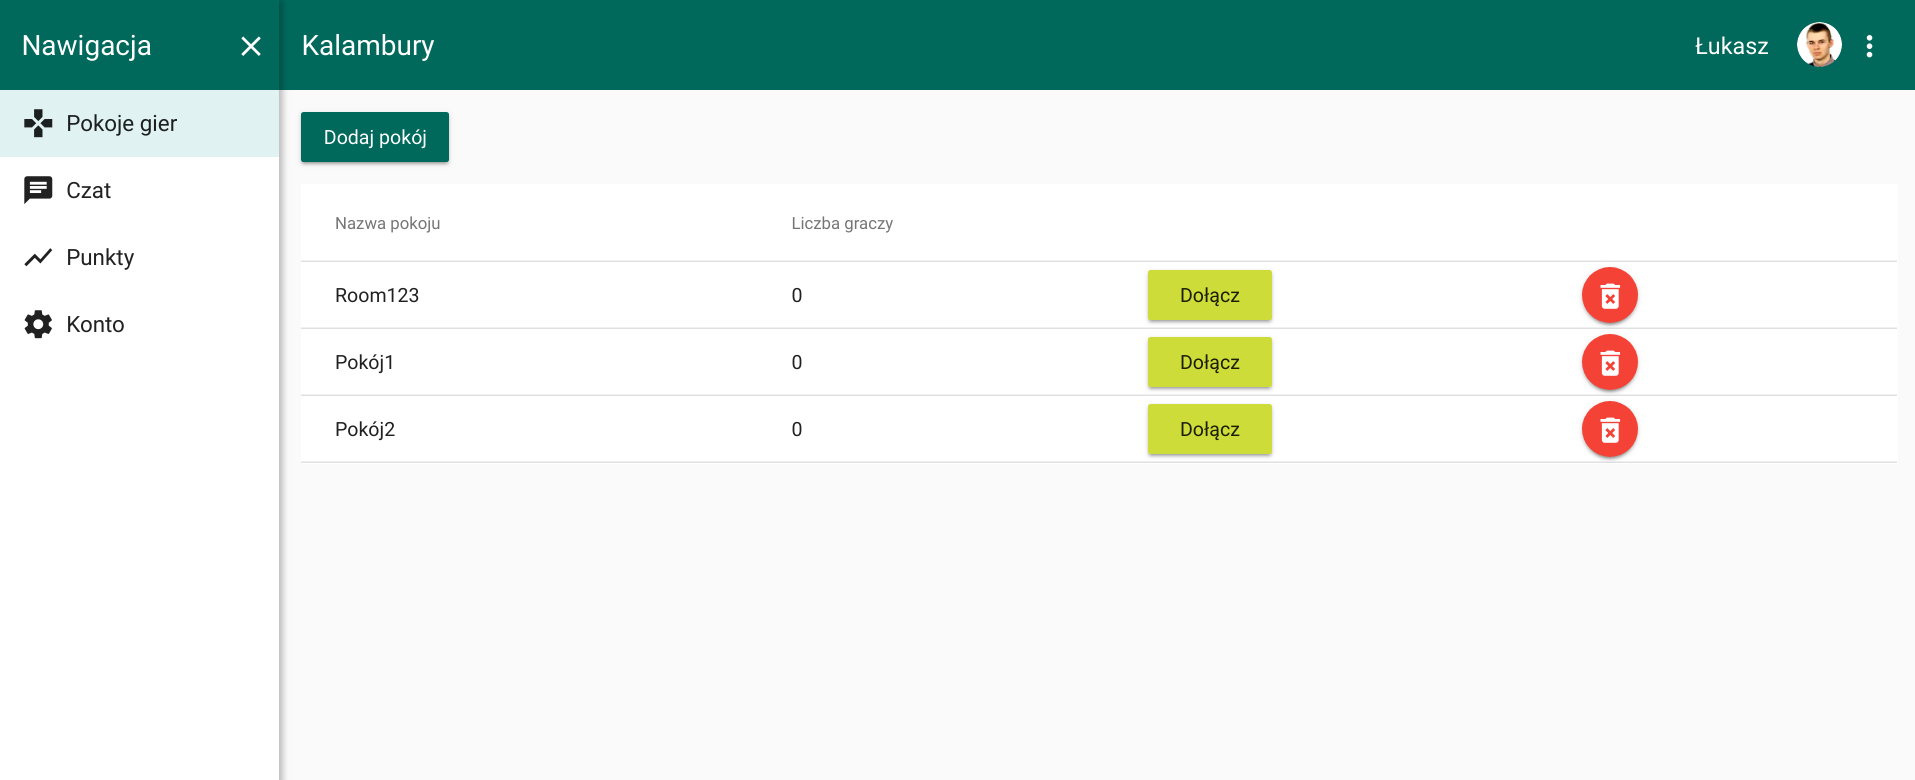 Nawigacja
Kalambury
Łukasz
Pokoje gier
Czat
Punkty
Konto
Dodaj pokój
Nazwa pokoju Liczba graczy
Room123 0 Dołącz
Pokój1 0 Dołącz
Pokój2 0 Dołącz